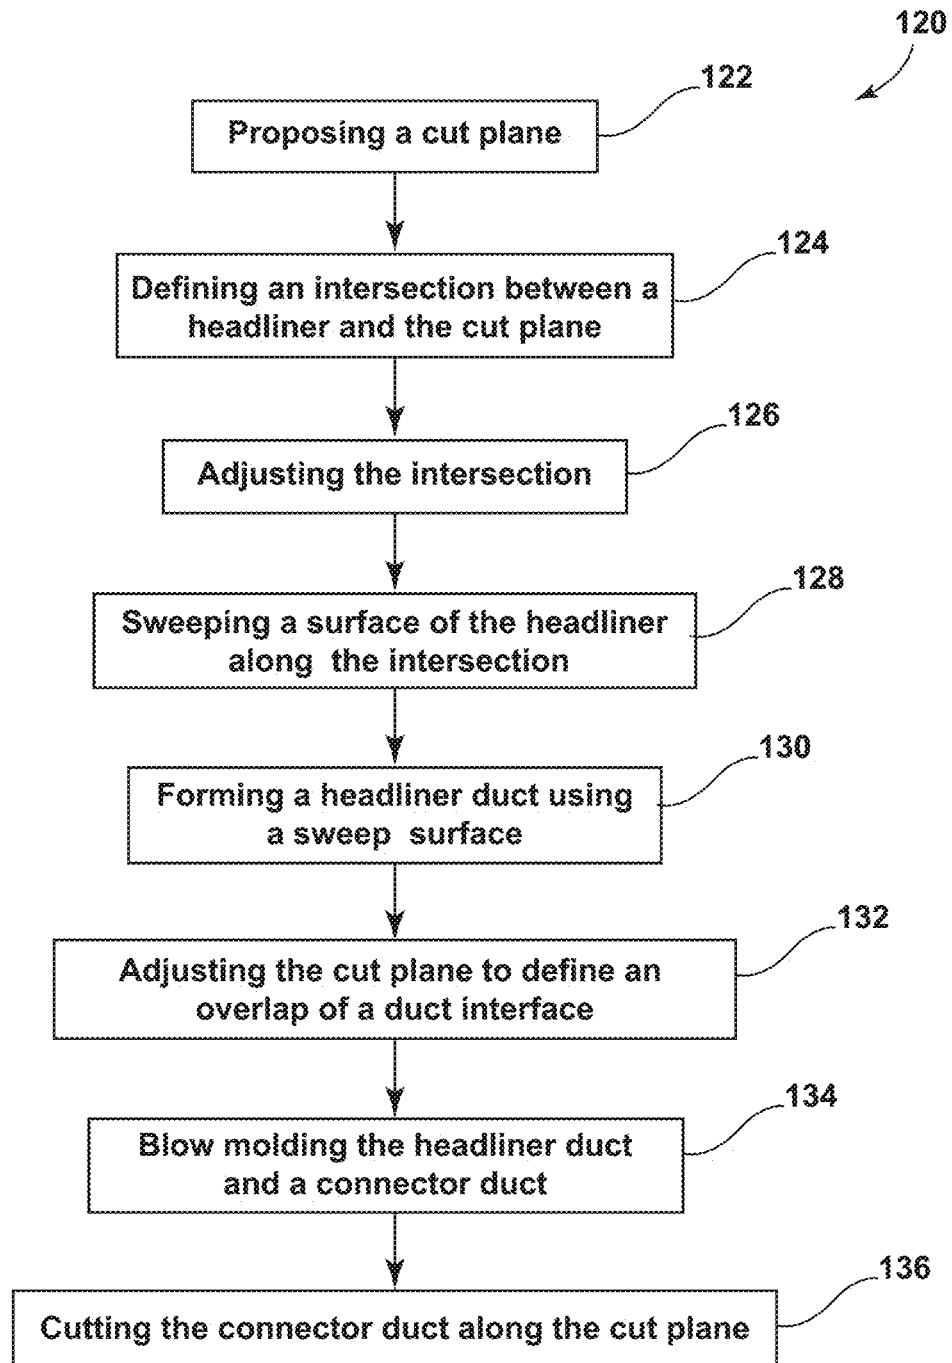 120
122
Proposing a cut plane
124
Defining an intersection between a
headliner and the cut plane
126
Adjusting the intersection
128
Sweeping a surface of the headliner
along the intersection
130
Forming a headliner duct using
a sweep surface
132
Adjusting the cut plane to define an
overlap of a duct interface
134
Blow molding the headliner duct
and a connector duct
136
Cutting the connector duct along the cut plane